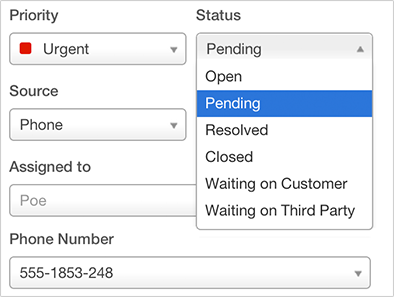 Priority
Status
Urgent
Pending
Open
Pending
Resolved
Closed
Waiting on Customer
Waiting on Third Party
Source
Phone
Assigned to
Poe
Phone Number
555-1853-248